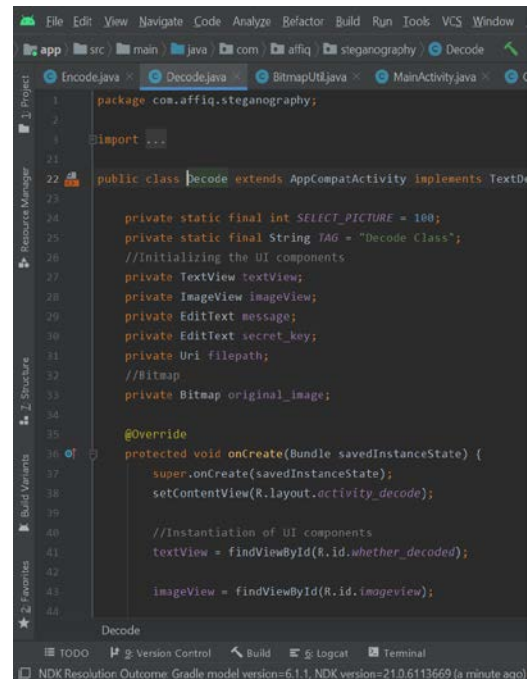 File Edit View Navigate Code Analyze Refactor Build Run Tools VCS Window
app src main java com affiq steganography Decode
Encode.java Decode.java BitmapUtil.java MainActivity.java
1: Project
Resource Manager
7: Structure
Build Variants
2: Favorites
1 package com.affiq.steganography;
2
3 import ...
21
22 public class Decode extends AppCompatActivity implements TextDe
23
24 private static final int SELECT_PICTURE = 100;
25 private static final String TAG = "Decode Class";
26 //Initializing the UI components
27 private TextView textView;
28 private ImageView imageView;
29 private EditText message;
30 private EditText secret_key;
31 private Uri filepath;
32 //Bitmap
33 private Bitmap original_image;
34
35 @Override
36 protected void onCreate(Bundle savedInstanceState) {
37 super.onCreate(savedInstanceState);
38 setContentView(R.layout.activity_decode);
39
40 //Instantiation of UI components
41 textView = findViewById(R.id.whether_decoded);
42
43 imageView = findViewById(R.id.imageview);
44
Decode
TODO 9: Version Control Build 6: Logcat Terminal
NDK Resolution Outcome: Gradle model version=6.1.1, NDK version=21.0.6113669 (a minute ago)